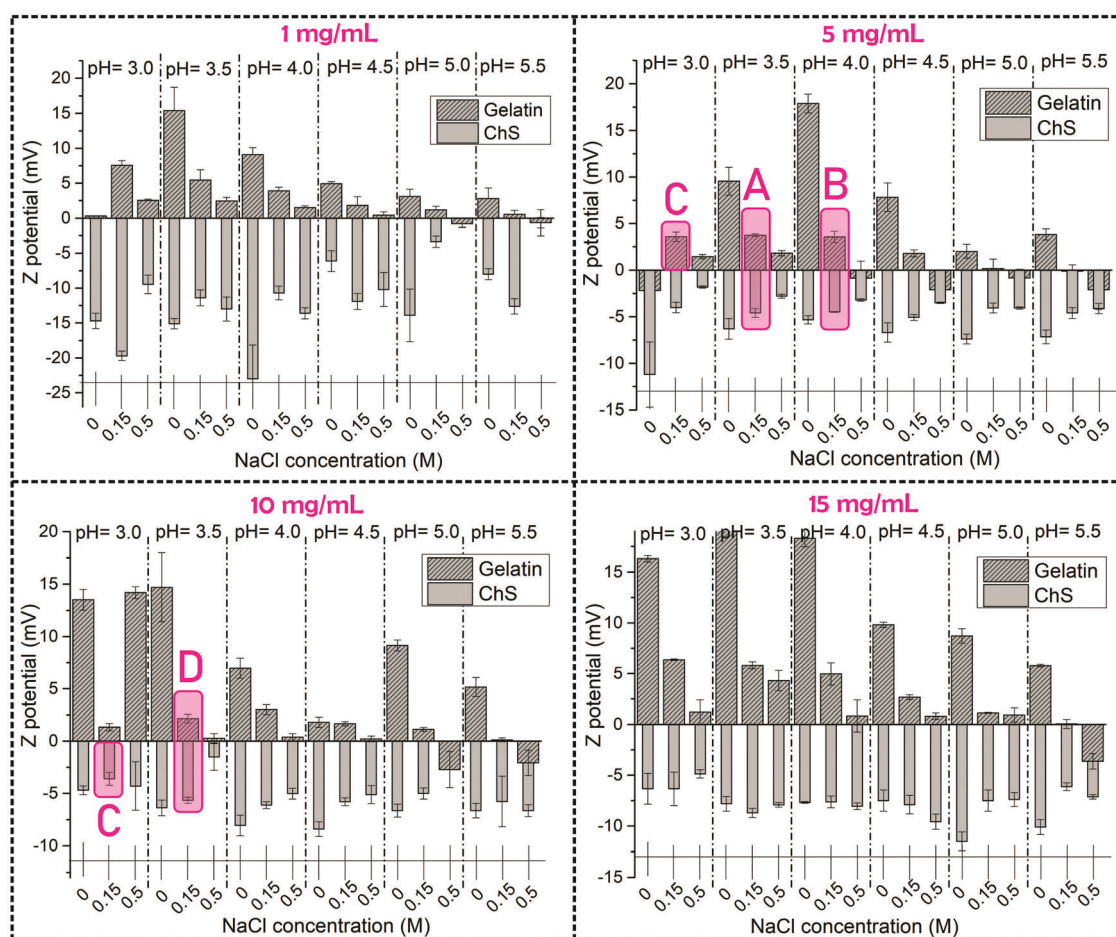 1 mg/mL
pH= 3.0 pH= 3.5 pH= 4.0 pH= 4.5 pH= 5.0 pH= 5.5
Gelatin
ChS
Z potential (mV)
20
15
10
5
0
-5
-10
-15
-20
-25
0 0.15 0.5 0 0.15 0.5 0 0.15 0.5 0 0.15 0.5 0 0.15 0.5 0 0.15 0.5
NaCl concentration (M)
5 mg/mL
pH= 3.0 pH= 3.5 pH= 4.0 pH= 4.5 pH= 5.0 pH= 5.5
Gelatin
ChS
C A B
Z potential (mV)
20
15
10
5
0
-5
-10
-15
0 0.15 0.5 0 0.15 0.5 0 0.15 0.5 0 0.15 0.5 0 0.15 0.5 0 0.15 0.5
NaCl concentration (M)
10 mg/mL
pH= 3.0 pH= 3.5 pH= 4.0 pH= 4.5 pH= 5.0 pH= 5.5
Gelatin
ChS
D
C
Z potential (mV)
20
15
10
5
0
-5
-10
0 0.15 0.5 0 0.15 0.5 0 0.15 0.5 0 0.15 0.5 0 0.15 0.5 0 0.15 0.5
NaCl concentration (M)
15 mg/mL
pH= 3.0 pH= 3.5 pH= 4.0 pH= 4.5 pH= 5.0 pH= 5.5
Gelatin
ChS
Z potential (mV)
15
10
5
0
-5
-10
-15
0 0.15 0.5 0 0.15 0.5 0 0.15 0.5 0 0.15 0.5 0 0.15 0.5 0 0.15 0.5
NaCl concentration (M)